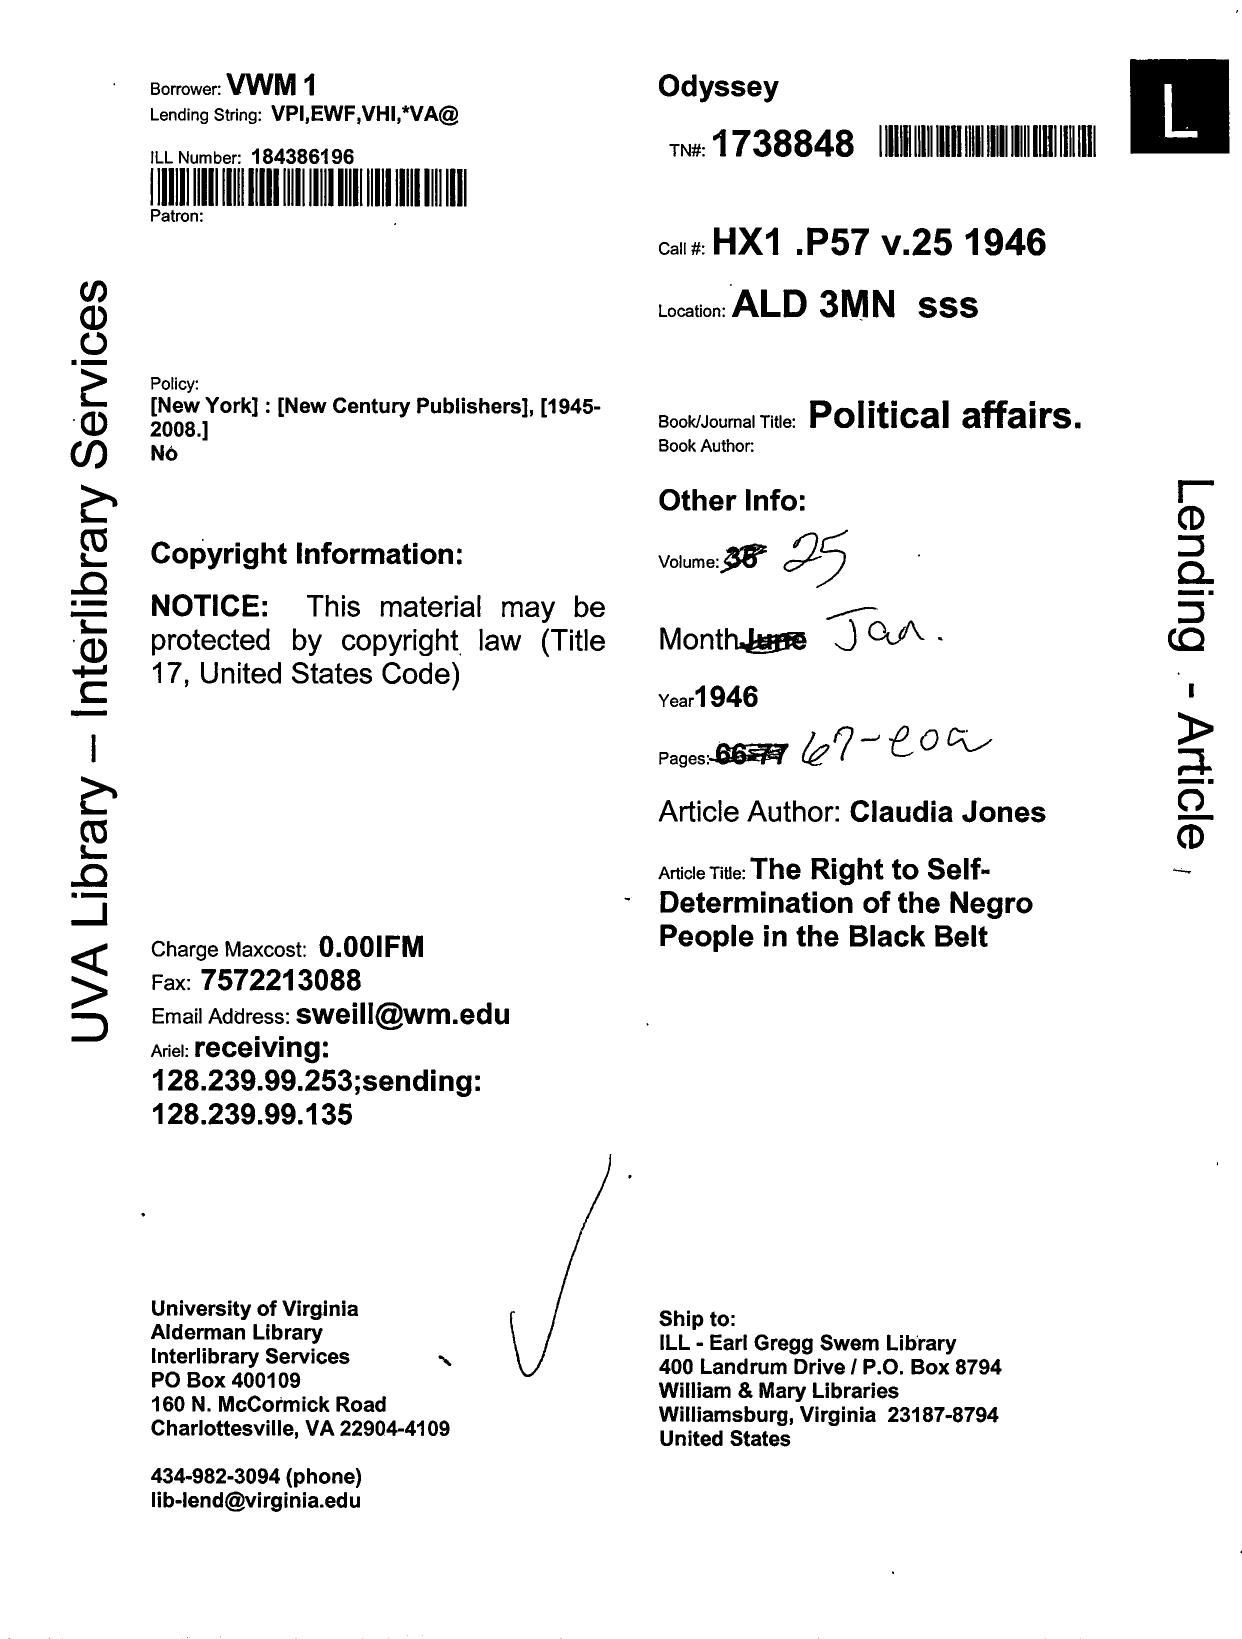 UVA Library – Interlibrary Services
Borrower: VWM 1
Lending String: VPI,EWF,VHI,*VA@
ILL Number: 184386196
Patron:
Policy:
[New York] : [New Century Publishers], [1945-
2008.]
No
Copyright Information:
NOTICE: This material may be
protected by copyright law (Title
17, United States Code)
Charge Maxcost: 0.00IFM
Fax: 7572213088
Email Address: sweill@wm.edu
Ariel: receiving:
128.239.99.253;sending:
128.239.99.135
University of Virginia
Alderman Library
Interlibrary Services
PO Box 400109
160 N. McCormick Road
Charlottesville, VA 22904-4109
434-982-3094 (phone)
lib-lend@virginia.edu
Odyssey
L
TN#: 1738848
Call #: HX1 .P57 v.25 1946
Location: ALD 3MN sss
Book/Journal Title: Political affairs.
Book Author:
Other Info:
Volume: 25
Month June Jan.
Year 1946
Pages: 66-77 67-eoa
Article Author: Claudia Jones
Article Title: The Right to Self-
Determination of the Negro
People in the Black Belt
Ship to:
ILL - Earl Gregg Swem Library
400 Landrum Drive / P.O. Box 8794
William & Mary Libraries
Williamsburg, Virginia 23187-8794
United States
Lending - Article